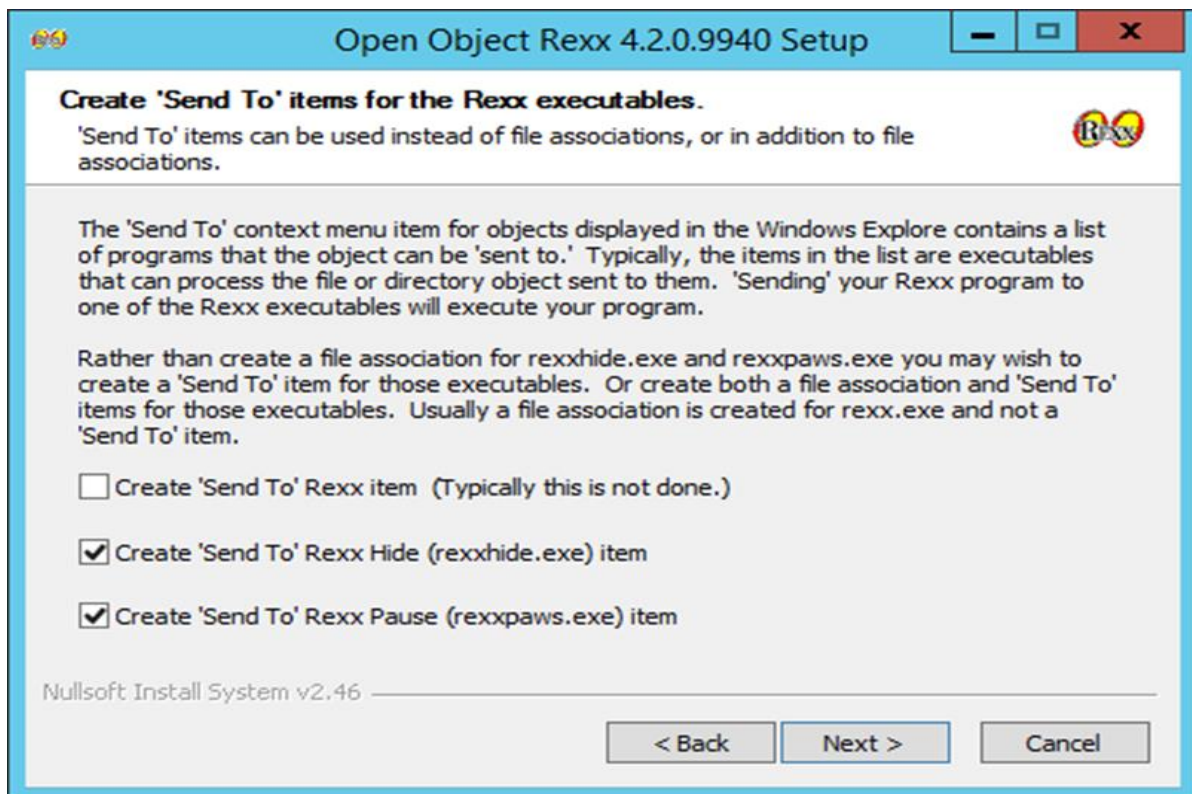 Open Object Rexx 4.2.0.9940 Setup
Create 'Send To' items for the Rexx executables.
'Send To' items can be used instead of file associations, or in addition to file
associations.
Rexx
The 'Send To' context menu item for objects displayed in the Windows Explore contains a list
of programs that the object can be 'sent to.' Typically, the items in the list are executables
that can process the file or directory object sent to them. 'Sending' your Rexx program to
one of the Rexx executables will execute your program.
Rather than create a file association for rexxhide.exe and rexxpaws.exe you may wish to
create a 'Send To' item for those executables. Or create both a file association and 'Send To'
items for those executables. Usually a file association is created for rexx.exe and not a
'Send To' item.
Create 'Send To' Rexx item (Typically this is not done.)
Create 'Send To' Rexx Hide (rexxhide.exe) item
Create 'Send To' Rexx Pause (rexxpaws.exe) item
Nullsoft Install System v2.46
< Back Next > Cancel